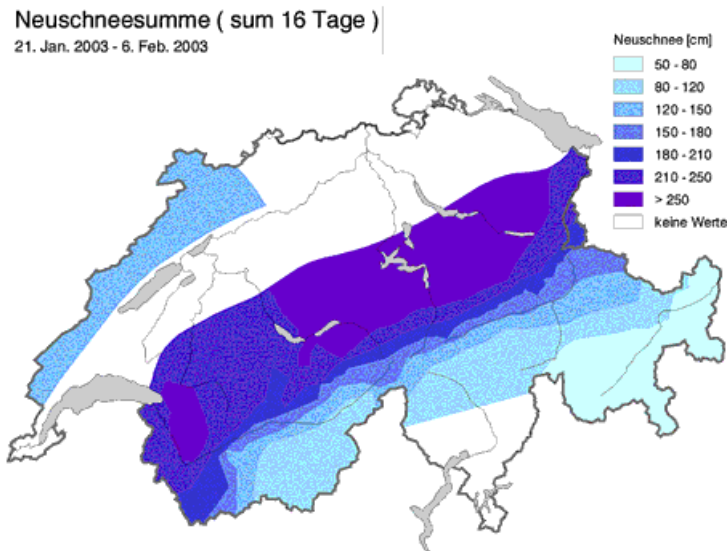 Neuschneesumme ( sum 16 Tage )
21. Jan. 2003 - 6. Feb. 2003
Neuschnee [cm]
50 - 80
80 - 120
120 - 150
150 - 180
180 - 210
210 - 250
> 250
keine Werte